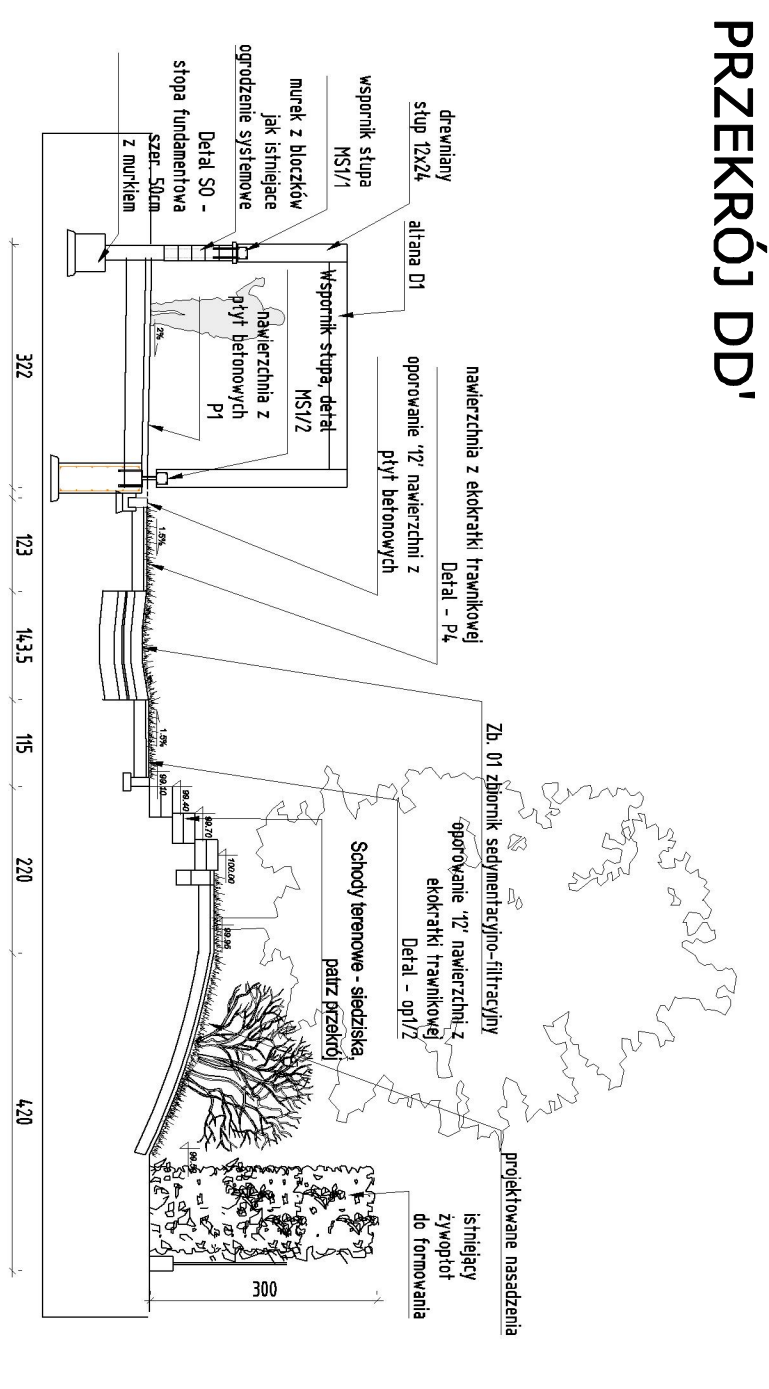 PRZEKRÓJ DD'
drewniany
słup 12x24
wspornik słupa
MS1/1
murek z bloczków
jak istniejace
ogrodzenie systemowe
Detal SO -
stopa fundamentowa
szer. 50cm
z murkiem
altana D1
Wspornik słupa, detal
MS1/2
nawierzchnia z
płyt betonowych
P1
nawierzchnia z ekokratki trawnikowej
Detal - P4
oporowanie '12' nawierzchni z
płyt betonowych
Zb. 01 zbiornik sedymentacyjno-filtracyjny
oporowanie '12' nawierzchni z
ekokratki trawnikowej
Detal - op1/2
Schody terenowe - siedziska,
patrz przekrój
projektowane nasadzenia
istniejący
żywopłot
do formowania
2%
1.5%
1.5%
99.10
99.40
99.70
100.00
99.95
300
322
123
143.5
115
220
420